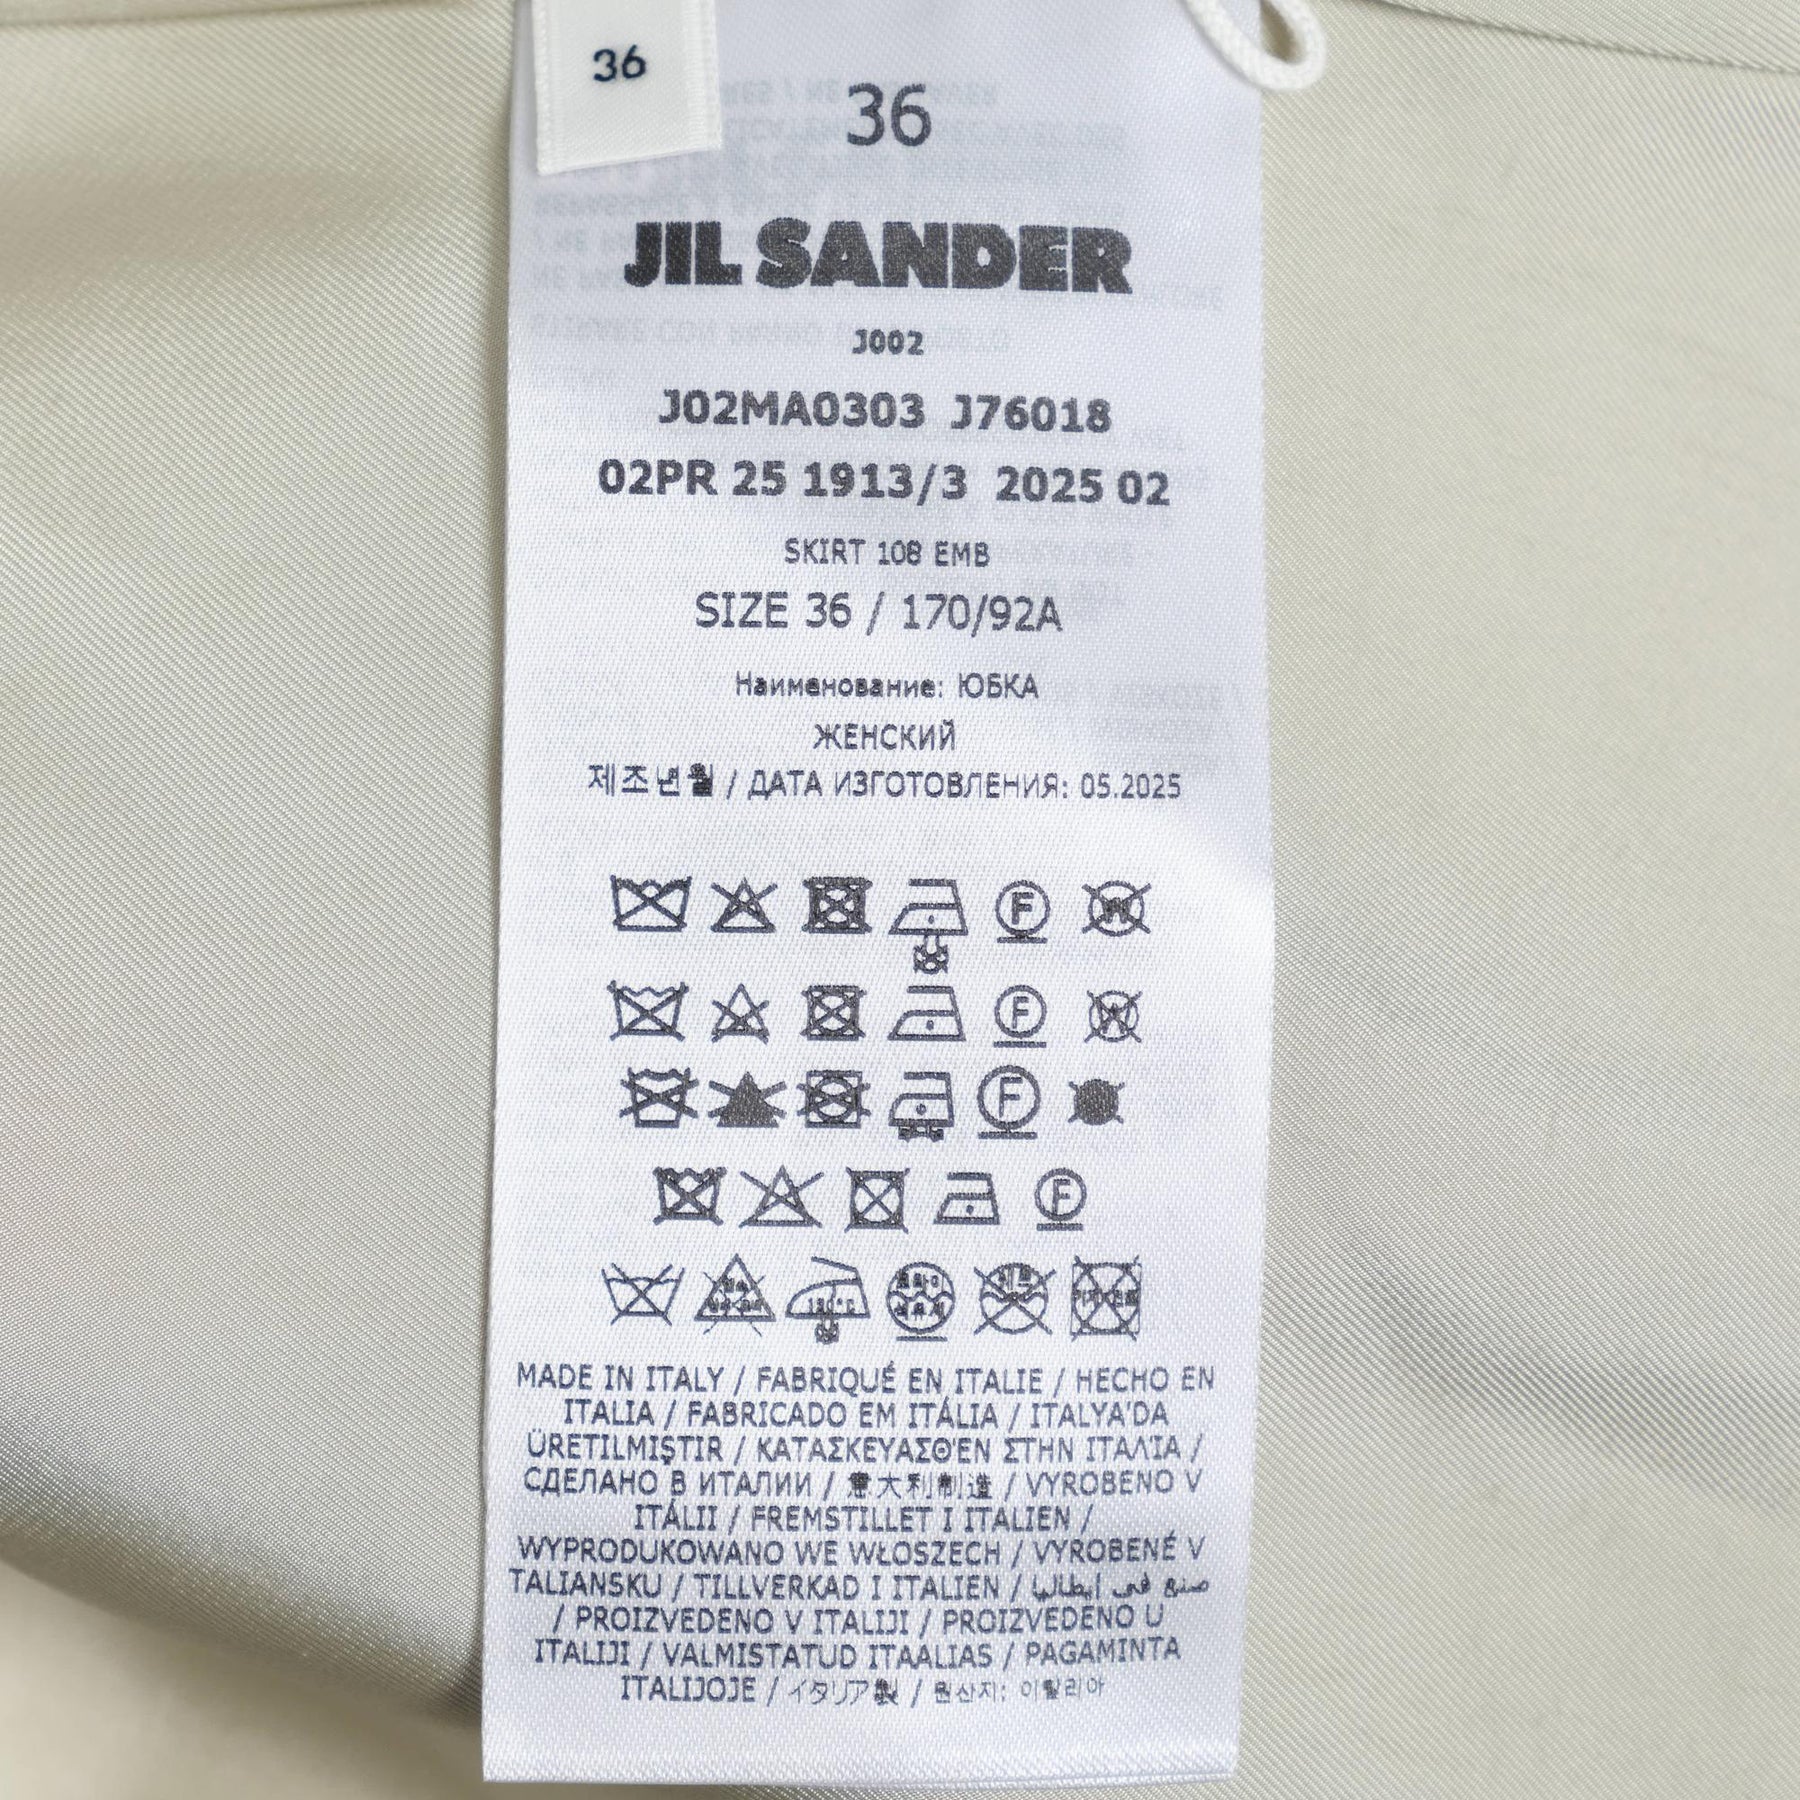 36
36
JIL SANDER
J002
J02MA0303 J76018
02PR 25 1913/3 2025 02
SKIRT 108 EMB
SIZE 36 / 170/92A
Наименование: ЮБКА
ЖЕНСКИЙ
제조년월 / ДАТА ИЗГОТОВЛЕНИЯ: 05.2025
F W
F W
F
F
MADE IN ITALY / FABRIQUÉ EN ITALIE / HECHO EN
ITALIA / FABRICADO EM ITÁLIA / ITALYA'DA
ÜRETILMIŞTIR / ΚΑΤΑΣΚΕΥΑΣΘΈΝ ΣΤΗΝ ΙΤΑΛΊΑ /
СДЕЛАНО В ИТАЛИИ / 意大利制造 / VYROBENO V
ITÁLII / FREMSTILLET I ITALIEN /
WYPRODUKOWANO WE WŁOSZECH / VYROBENÉ V
TALIANSKU / TILLVERKAD I ITALIEN / صنع في ايطاليا
/ PROIZVEDENO V ITALIJI / PROIZVEDENO U
ITALIJI / VALMISTATUD ITAALIAS / PAGAMINTA
ITALIJOJE / イタリア製 / 원산지: 이탈리아